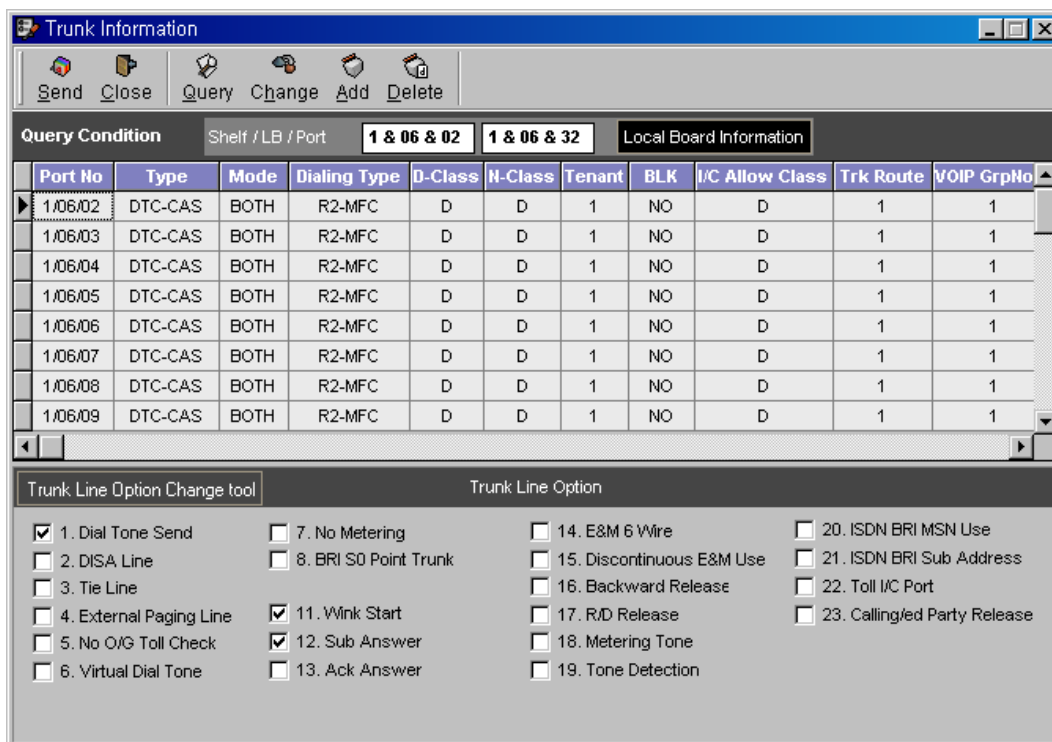 Trunk Information
Send Close Query Change Add Delete
Query Condition Shelf / LB / Port 1 & 06 & 02 1 & 06 & 32 Local Board Information
Port No Type Mode Dialing Type D-Class N-Class Tenant BLK I/C Allow Class Trk Route VOIP GrpNo
1/06/02 DTC-CAS BOTH R2-MFC D D 1 NO D 1 1
1/06/03 DTC-CAS BOTH R2-MFC D D 1 NO D 1 1
1/06/04 DTC-CAS BOTH R2-MFC D D 1 NO D 1 1
1/06/05 DTC-CAS BOTH R2-MFC D D 1 NO D 1 1
1/06/06 DTC-CAS BOTH R2-MFC D D 1 NO D 1 1
1/06/07 DTC-CAS BOTH R2-MFC D D 1 NO D 1 1
1/06/08 DTC-CAS BOTH R2-MFC D D 1 NO D 1 1
1/06/09 DTC-CAS BOTH R2-MFC D D 1 NO D 1 1
Trunk Line Option Change tool Trunk Line Option
1. Dial Tone Send
2. DISA Line
3. Tie Line
4. External Paging Line
5. No O/G Toll Check
6. Virtual Dial Tone
7. No Metering
8. BRI S0 Point Trunk
11. Wink Start
12. Sub Answer
13. Ack Answer
14. E&M 6 Wire
15. Discontinuous E&M Use
16. Backward Release
17. R/D Release
18. Metering Tone
19. Tone Detection
20. ISDN BRI MSN Use
21. ISDN BRI Sub Address
22. Toll I/C Port
23. Calling/ed Party Release